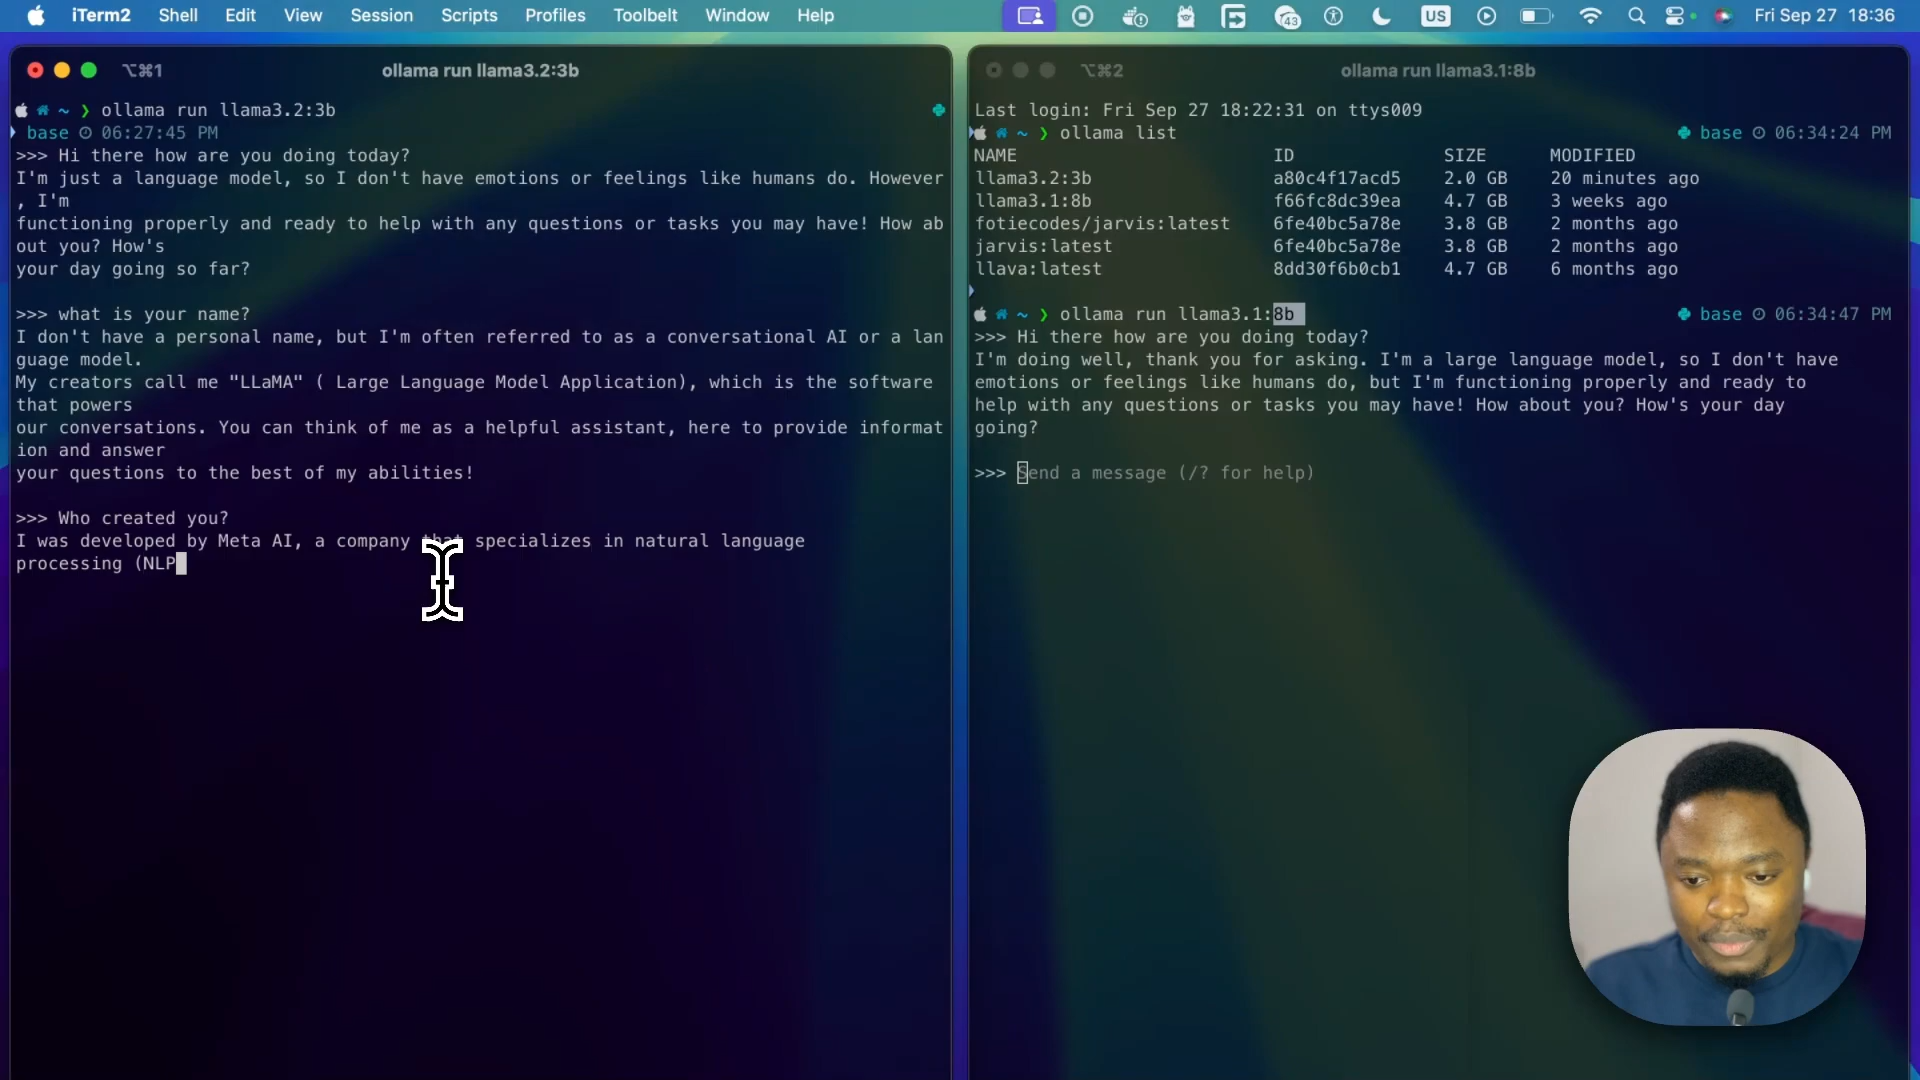 iTerm2 Shell Edit View Session Scripts Profiles Toolbelt Window Help 43 US Fri Sep 27 18:36
⌥⌘1 ollama run llama3.2:3b
~ ❯ ollama run llama3.2:3b
base 06:27:45 PM
>>> Hi there how are you doing today?
I'm just a language model, so I don't have emotions or feelings like humans do. However
, I'm
functioning properly and ready to help with any questions or tasks you may have! How ab
out you? How's
your day going so far?
>>> what is your name?
I don't have a personal name, but I'm often referred to as a conversational AI or a lan
guage model.
My creators call me "LLaMA" ( Large Language Model Application), which is the software
that powers
our conversations. You can think of me as a helpful assistant, here to provide informat
ion and answer
your questions to the best of my abilities!
>>> Who created you?
I was developed by Meta AI, a company that specializes in natural language
processing (NLP
⌥⌘2 ollama run llama3.1:8b
Last login: Fri Sep 27 18:22:31 on ttys009
~ ❯ ollama list base 06:34:24 PM
NAME ID SIZE MODIFIED
llama3.2:3b a80c4f17acd5 2.0 GB 20 minutes ago
llama3.1:8b f66fc8dc39ea 4.7 GB 3 weeks ago
fotiecodes/jarvis:latest 6fe40bc5a78e 3.8 GB 2 months ago
jarvis:latest 6fe40bc5a78e 3.8 GB 2 months ago
llava:latest 8dd30f6b0cb1 4.7 GB 6 months ago
~ ❯ ollama run llama3.1:8b base 06:34:47 PM
>>> Hi there how are you doing today?
I'm doing well, thank you for asking. I'm a large language model, so I don't have
emotions or feelings like humans do, but I'm functioning properly and ready to
help with any questions or tasks you may have! How about you? How's your day
going?
>>> Send a message (/? for help)